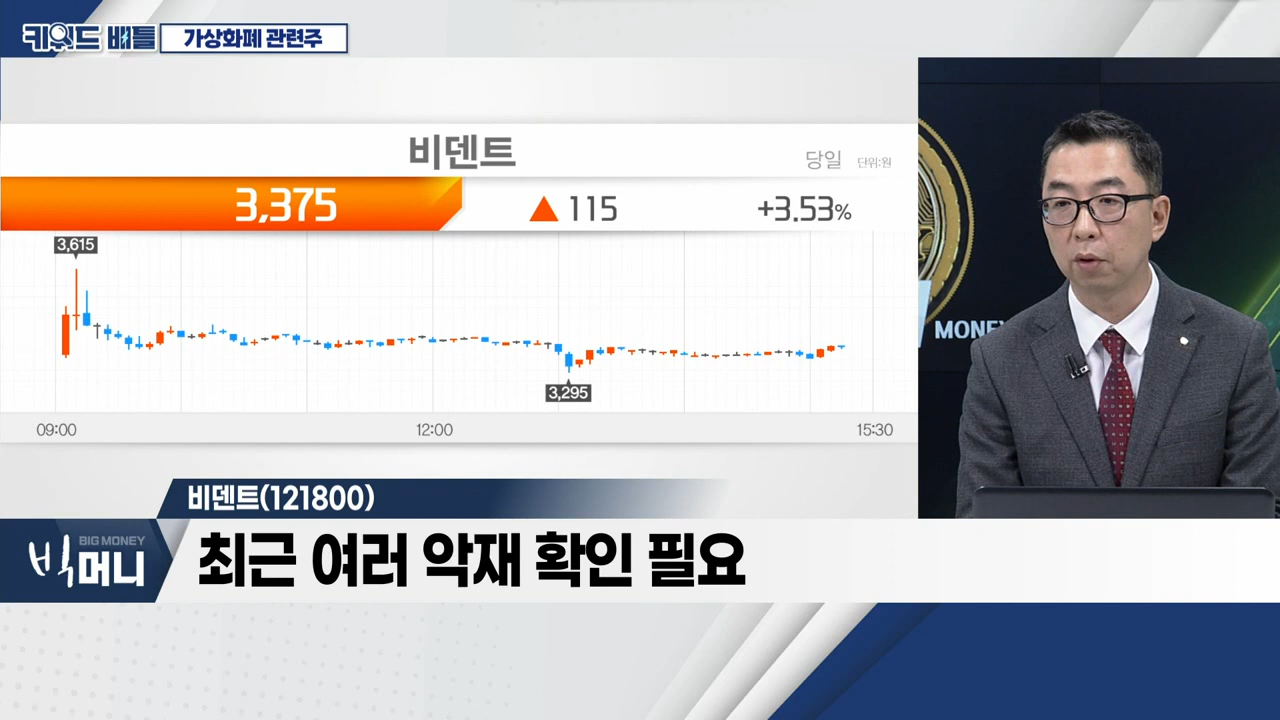 키워드 배틀 가상화폐 관련주
비덴트
당일 단위:원
3,375 ▲ 115 +3.53%
3,615
3,295
09:00 12:00 15:30
MONEY
비덴트(121800)
BIG MONEY
빅머니
최근 여러 악재 확인 필요